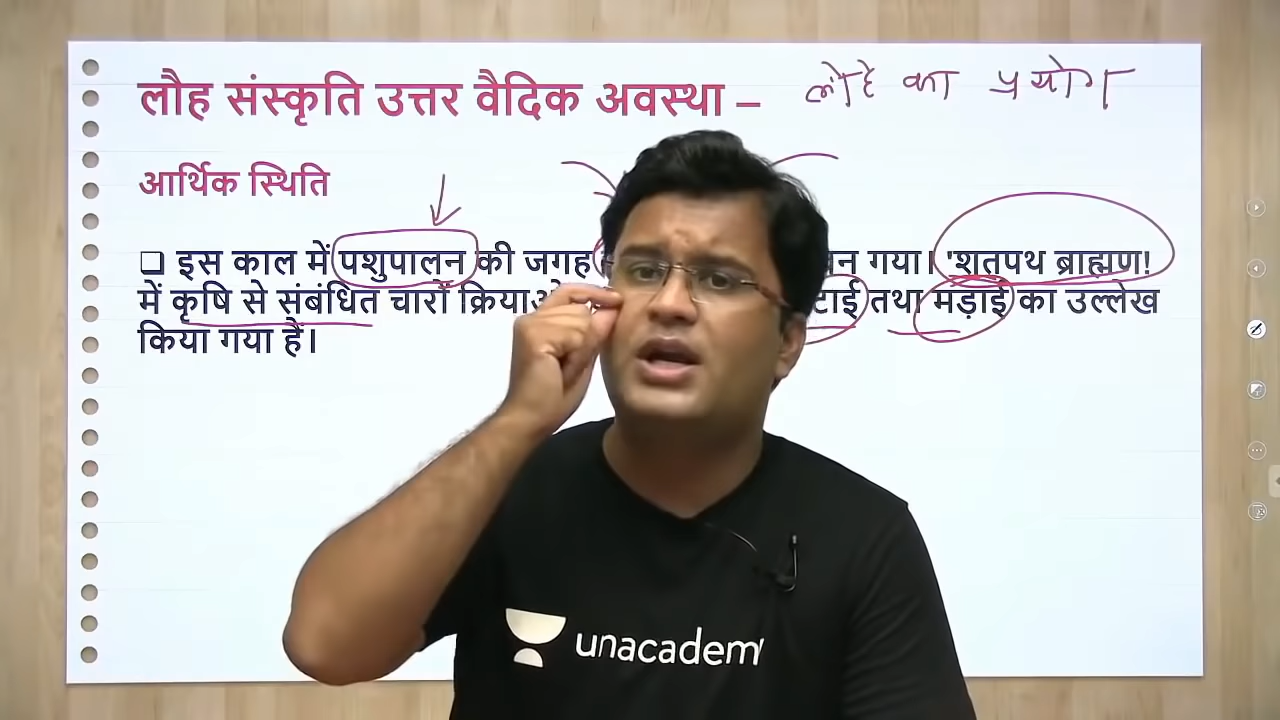 लौह संस्कृति उत्तर वैदिक अवस्था – लोहे का प्रयोग
आर्थिक स्थिति
❑ इस काल में पशुपालन की जगह न गया। 'शतपथ ब्राह्मण!
में कृषि से संबंधित चारों क्रियाओ टाई तथा मड़ाई का उल्लेख़
किया गया है।
unacadem